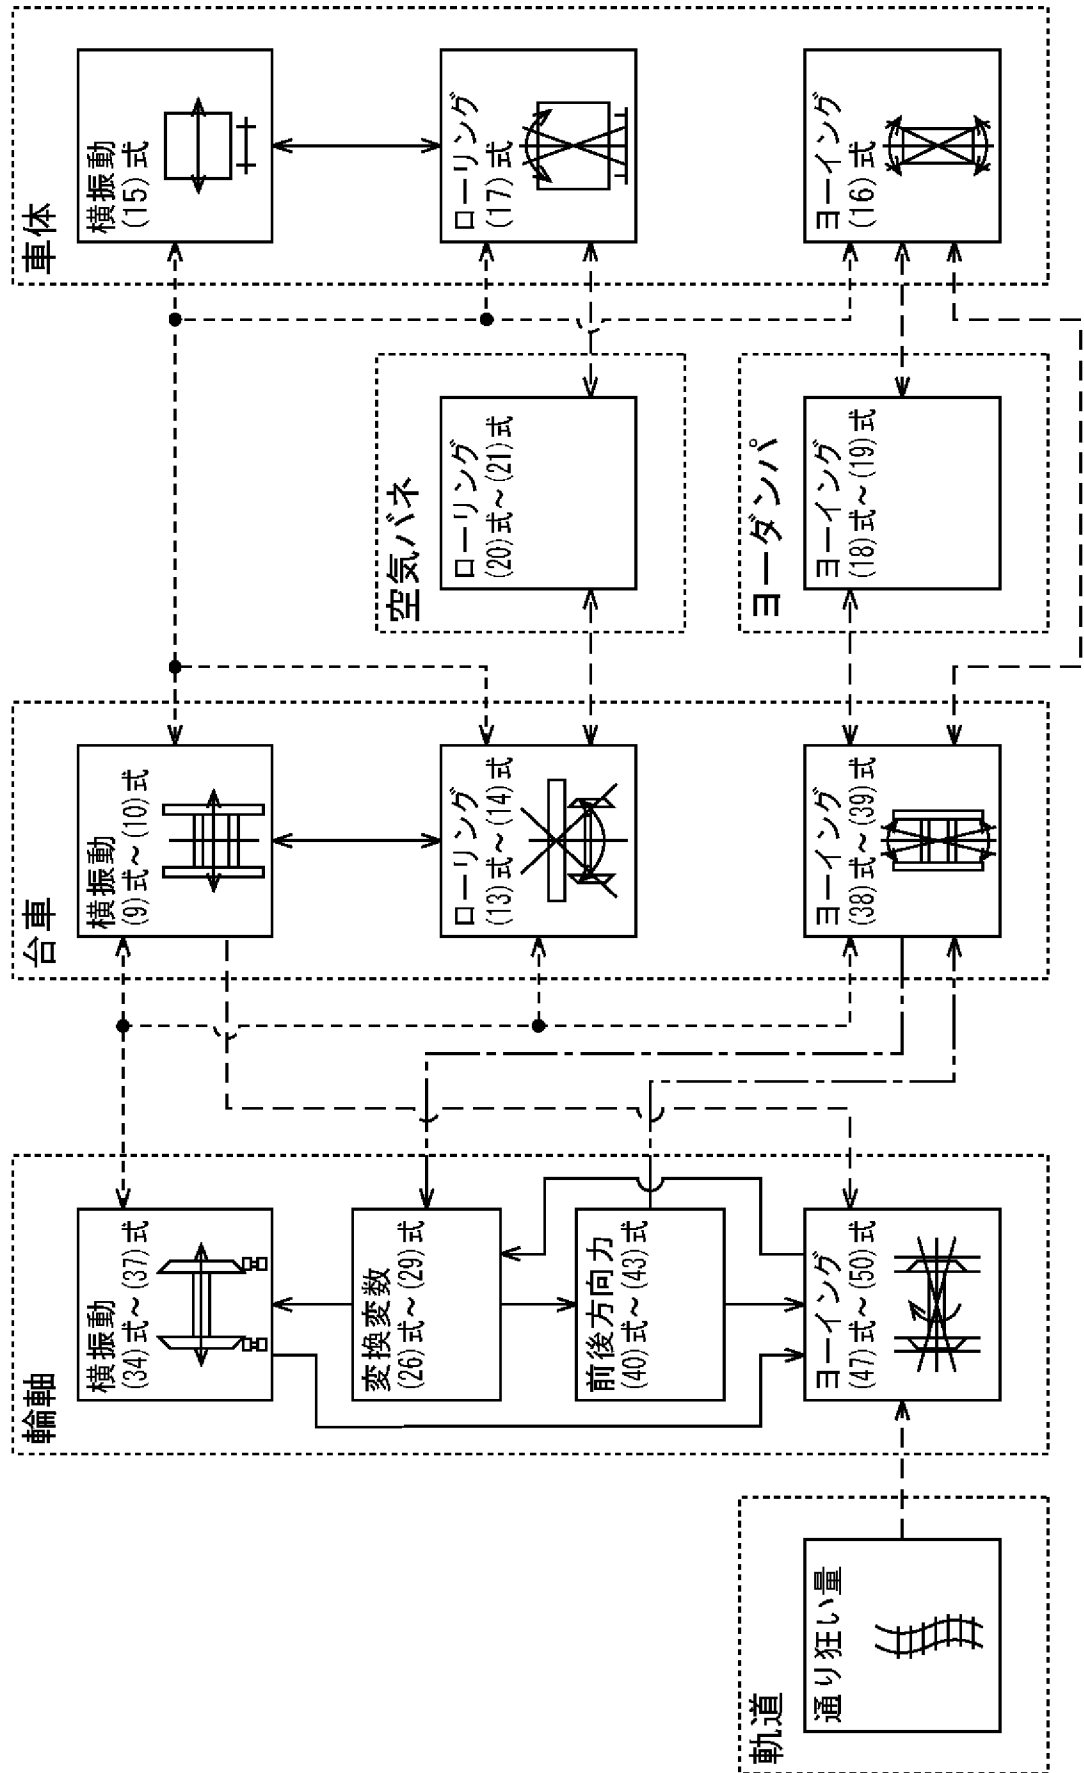 車体
横振動
(15)式
ローリング
(17)式
ヨーイング
(16)式
空気バネ
ローリング
(20)式~(21)式
ヨーダンパ
ヨーイング
(18)式~(19)式
台車
横振動
(9)式~(10)式
ローリング
(13)式~(14)式
ヨーイング
(38)式~(39)式
輪軸
横振動
(34)式~(37)式
変換変数
(26)式~(29)式
前後方向力
(40)式~(43)式
ヨーイング
(47)式~(50)式
軌道
通り狂い量